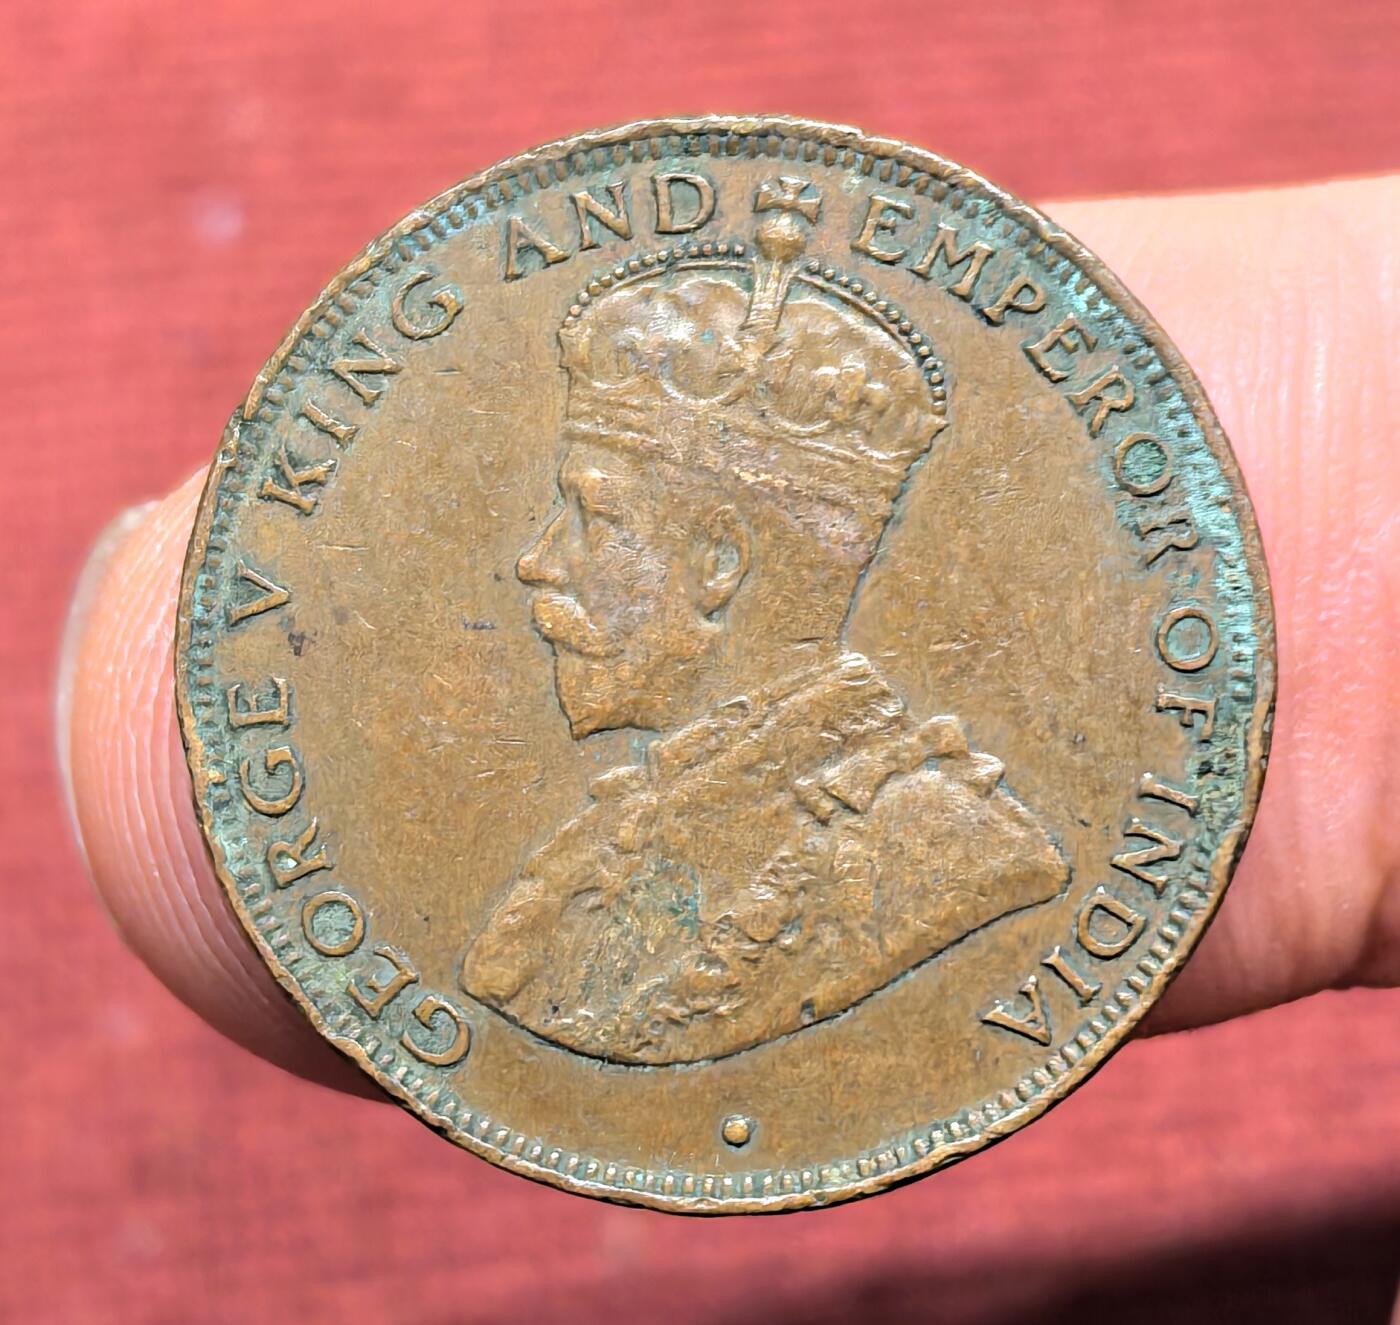 GEORGE V KING AND EMPEROR OF INDIA